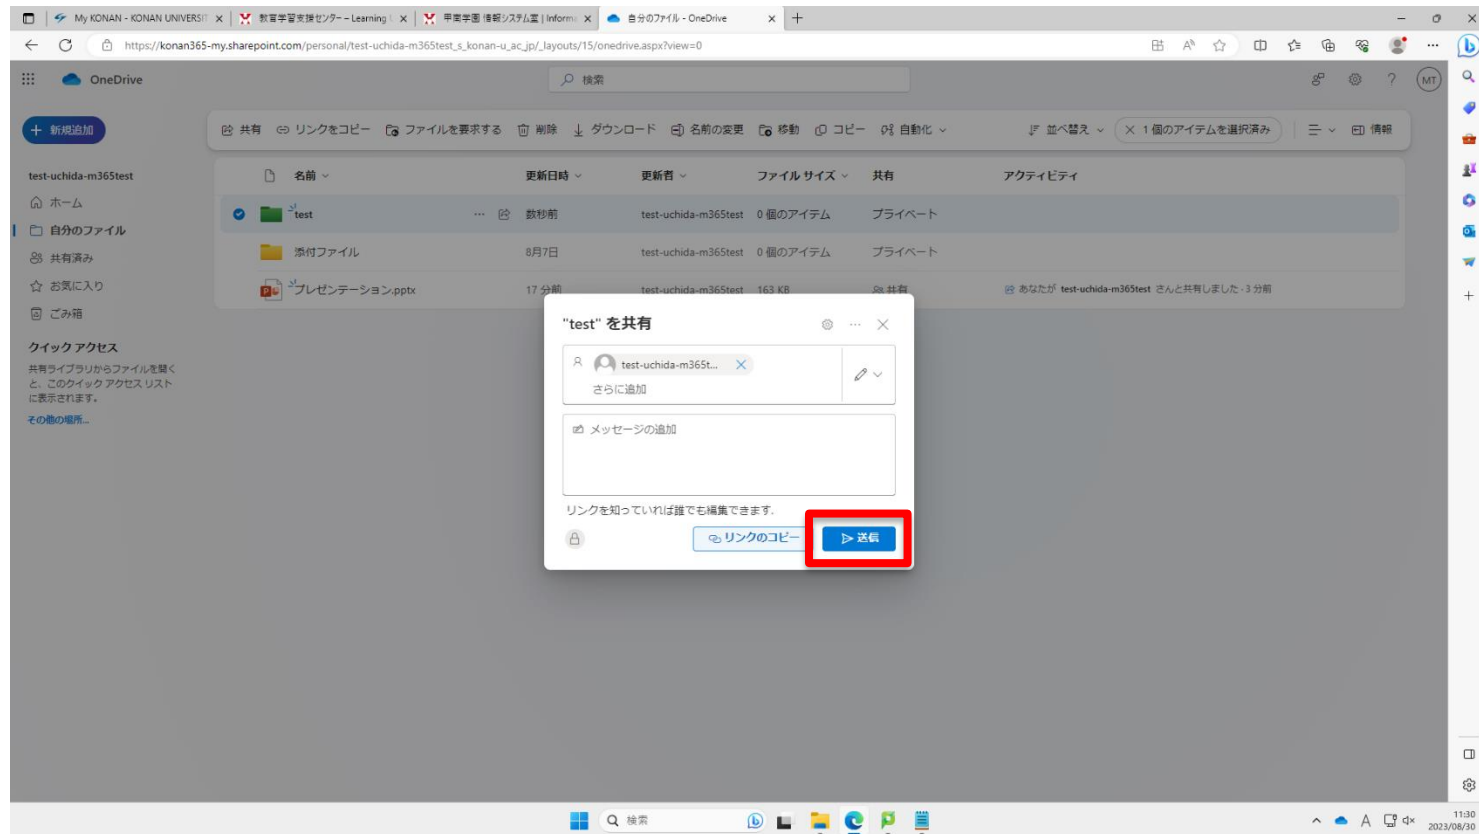 My KONAN - KONAN UNIVERSIT
教育学習支援センター – Learning
甲南学園 情報システム室 | Inform
自分のファイル - OneDrive
https://konan365-my.sharepoint.com/personal/test-uchida-m365test_s_konan-u_ac_jp/_layouts/15/onedrive.aspx?view=0
OneDrive
検索
MT
新規追加
共有 リンクをコピー ファイルを要求する 削除 ダウンロード 名前の変更 移動 コピー 自動化 並べ替え 1 個のアイテムを選択済み 情報
test-uchida-m365test
ホーム
自分のファイル
共有済み
お気に入り
ごみ箱
クイック アクセス
共有ライブラリからファイルを開く
と、このクイック アクセス リスト
に表示されます。
その他の場所...
名前 更新日時 更新者 ファイル サイズ 共有 アクティビティ
test 数秒前 test-uchida-m365test 0 個のアイテム プライベート
添付ファイル 8月7日 test-uchida-m365test 0 個のアイテム プライベート
プレゼンテーション.pptx 17 分前 test-uchida-m365test 163 KB 共有 あなたが test-uchida-m365test さんと共有しました · 3 分前
"test" を共有
test-uchida-m365t...
さらに追加
メッセージの追加
リンクを知っていれば誰でも編集できます.
リンクのコピー
送信
検索
A
11:30
2023/08/30